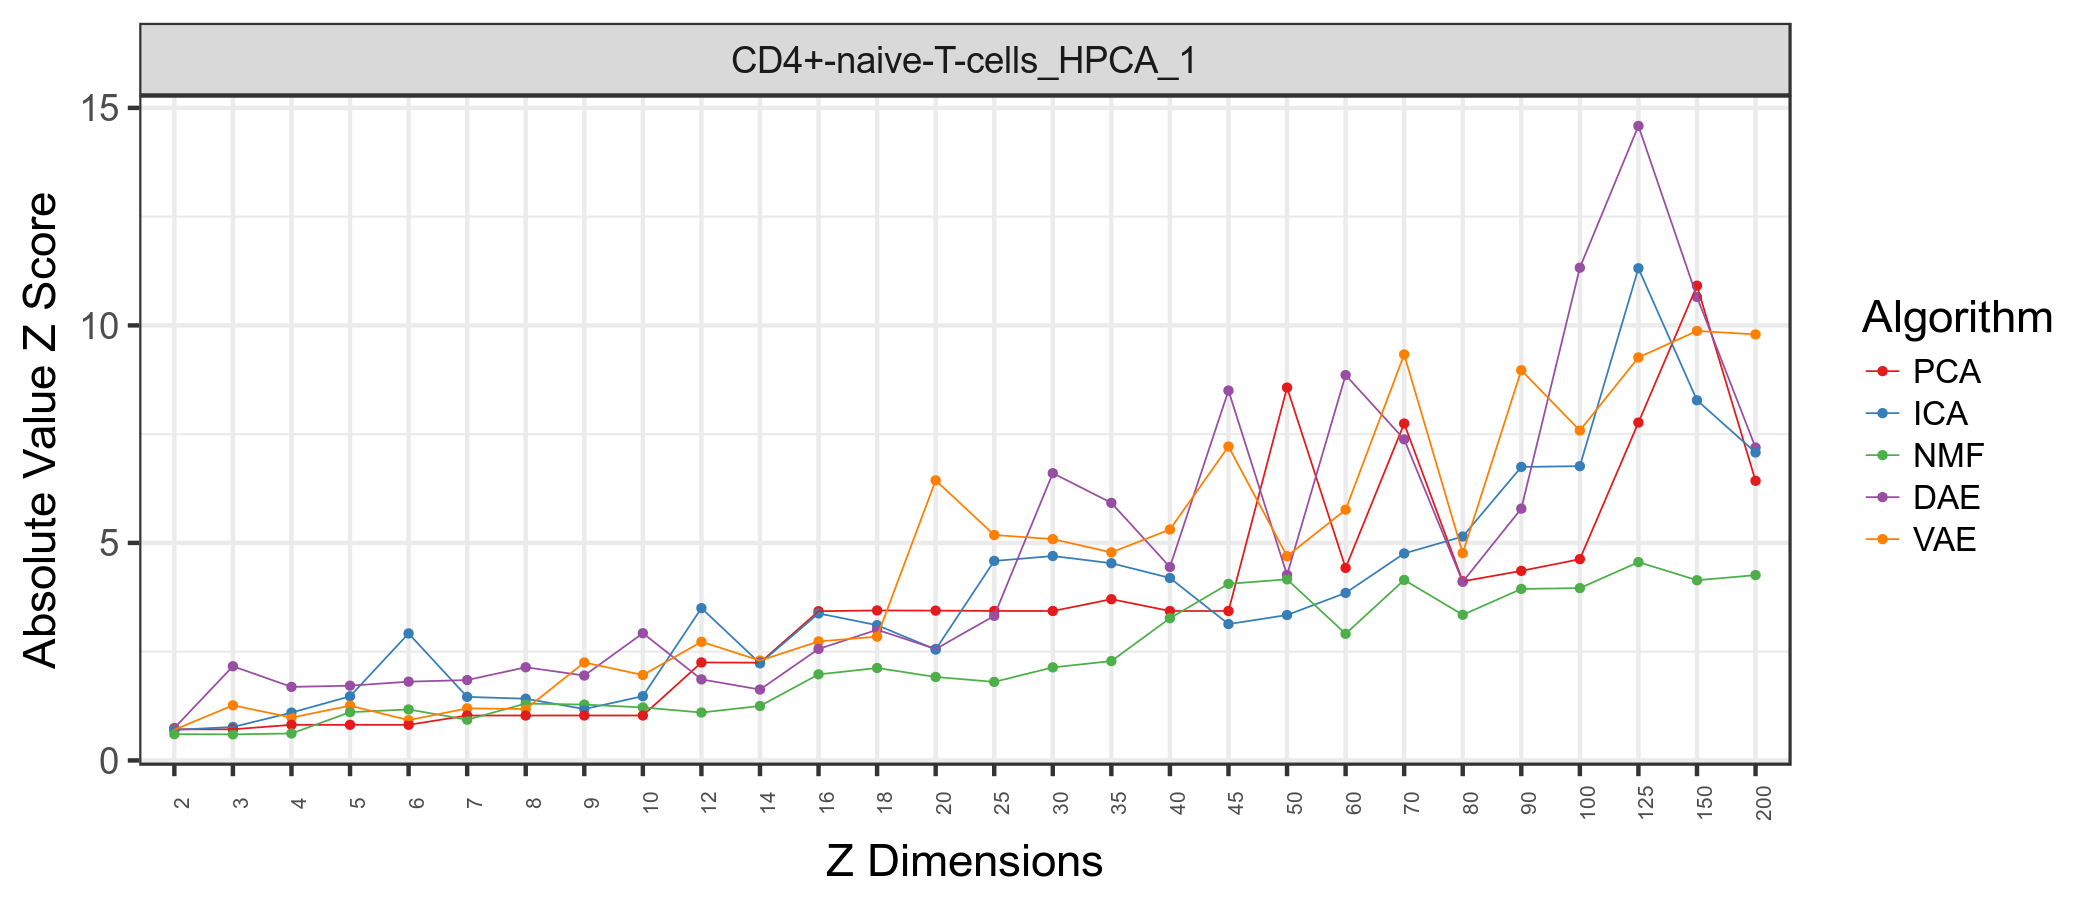 CD4+-naive-T-cells_HPCA_1
15
10
5
0
Absolute Value Z Score
2 3 4 5 6 7 8 9 10 12 14 16 18 20 25 30 35 40 45 50 60 70 80 90 100 125 150 200
Z Dimensions
Algorithm
PCA
ICA
NMF
DAE
VAE